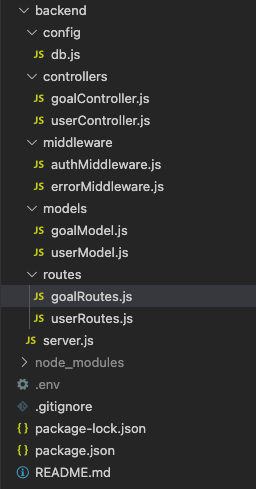 backend
config
JS db.js
controllers
JS goalController.js
JS userController.js
middleware
JS authMiddleware.js
JS errorMiddleware.js
models
JS goalModel.js
JS userModel.js
routes
JS goalRoutes.js
JS userRoutes.js
JS server.js
node_modules
.env
.gitignore
{ } package-lock.json
{ } package.json
README.md